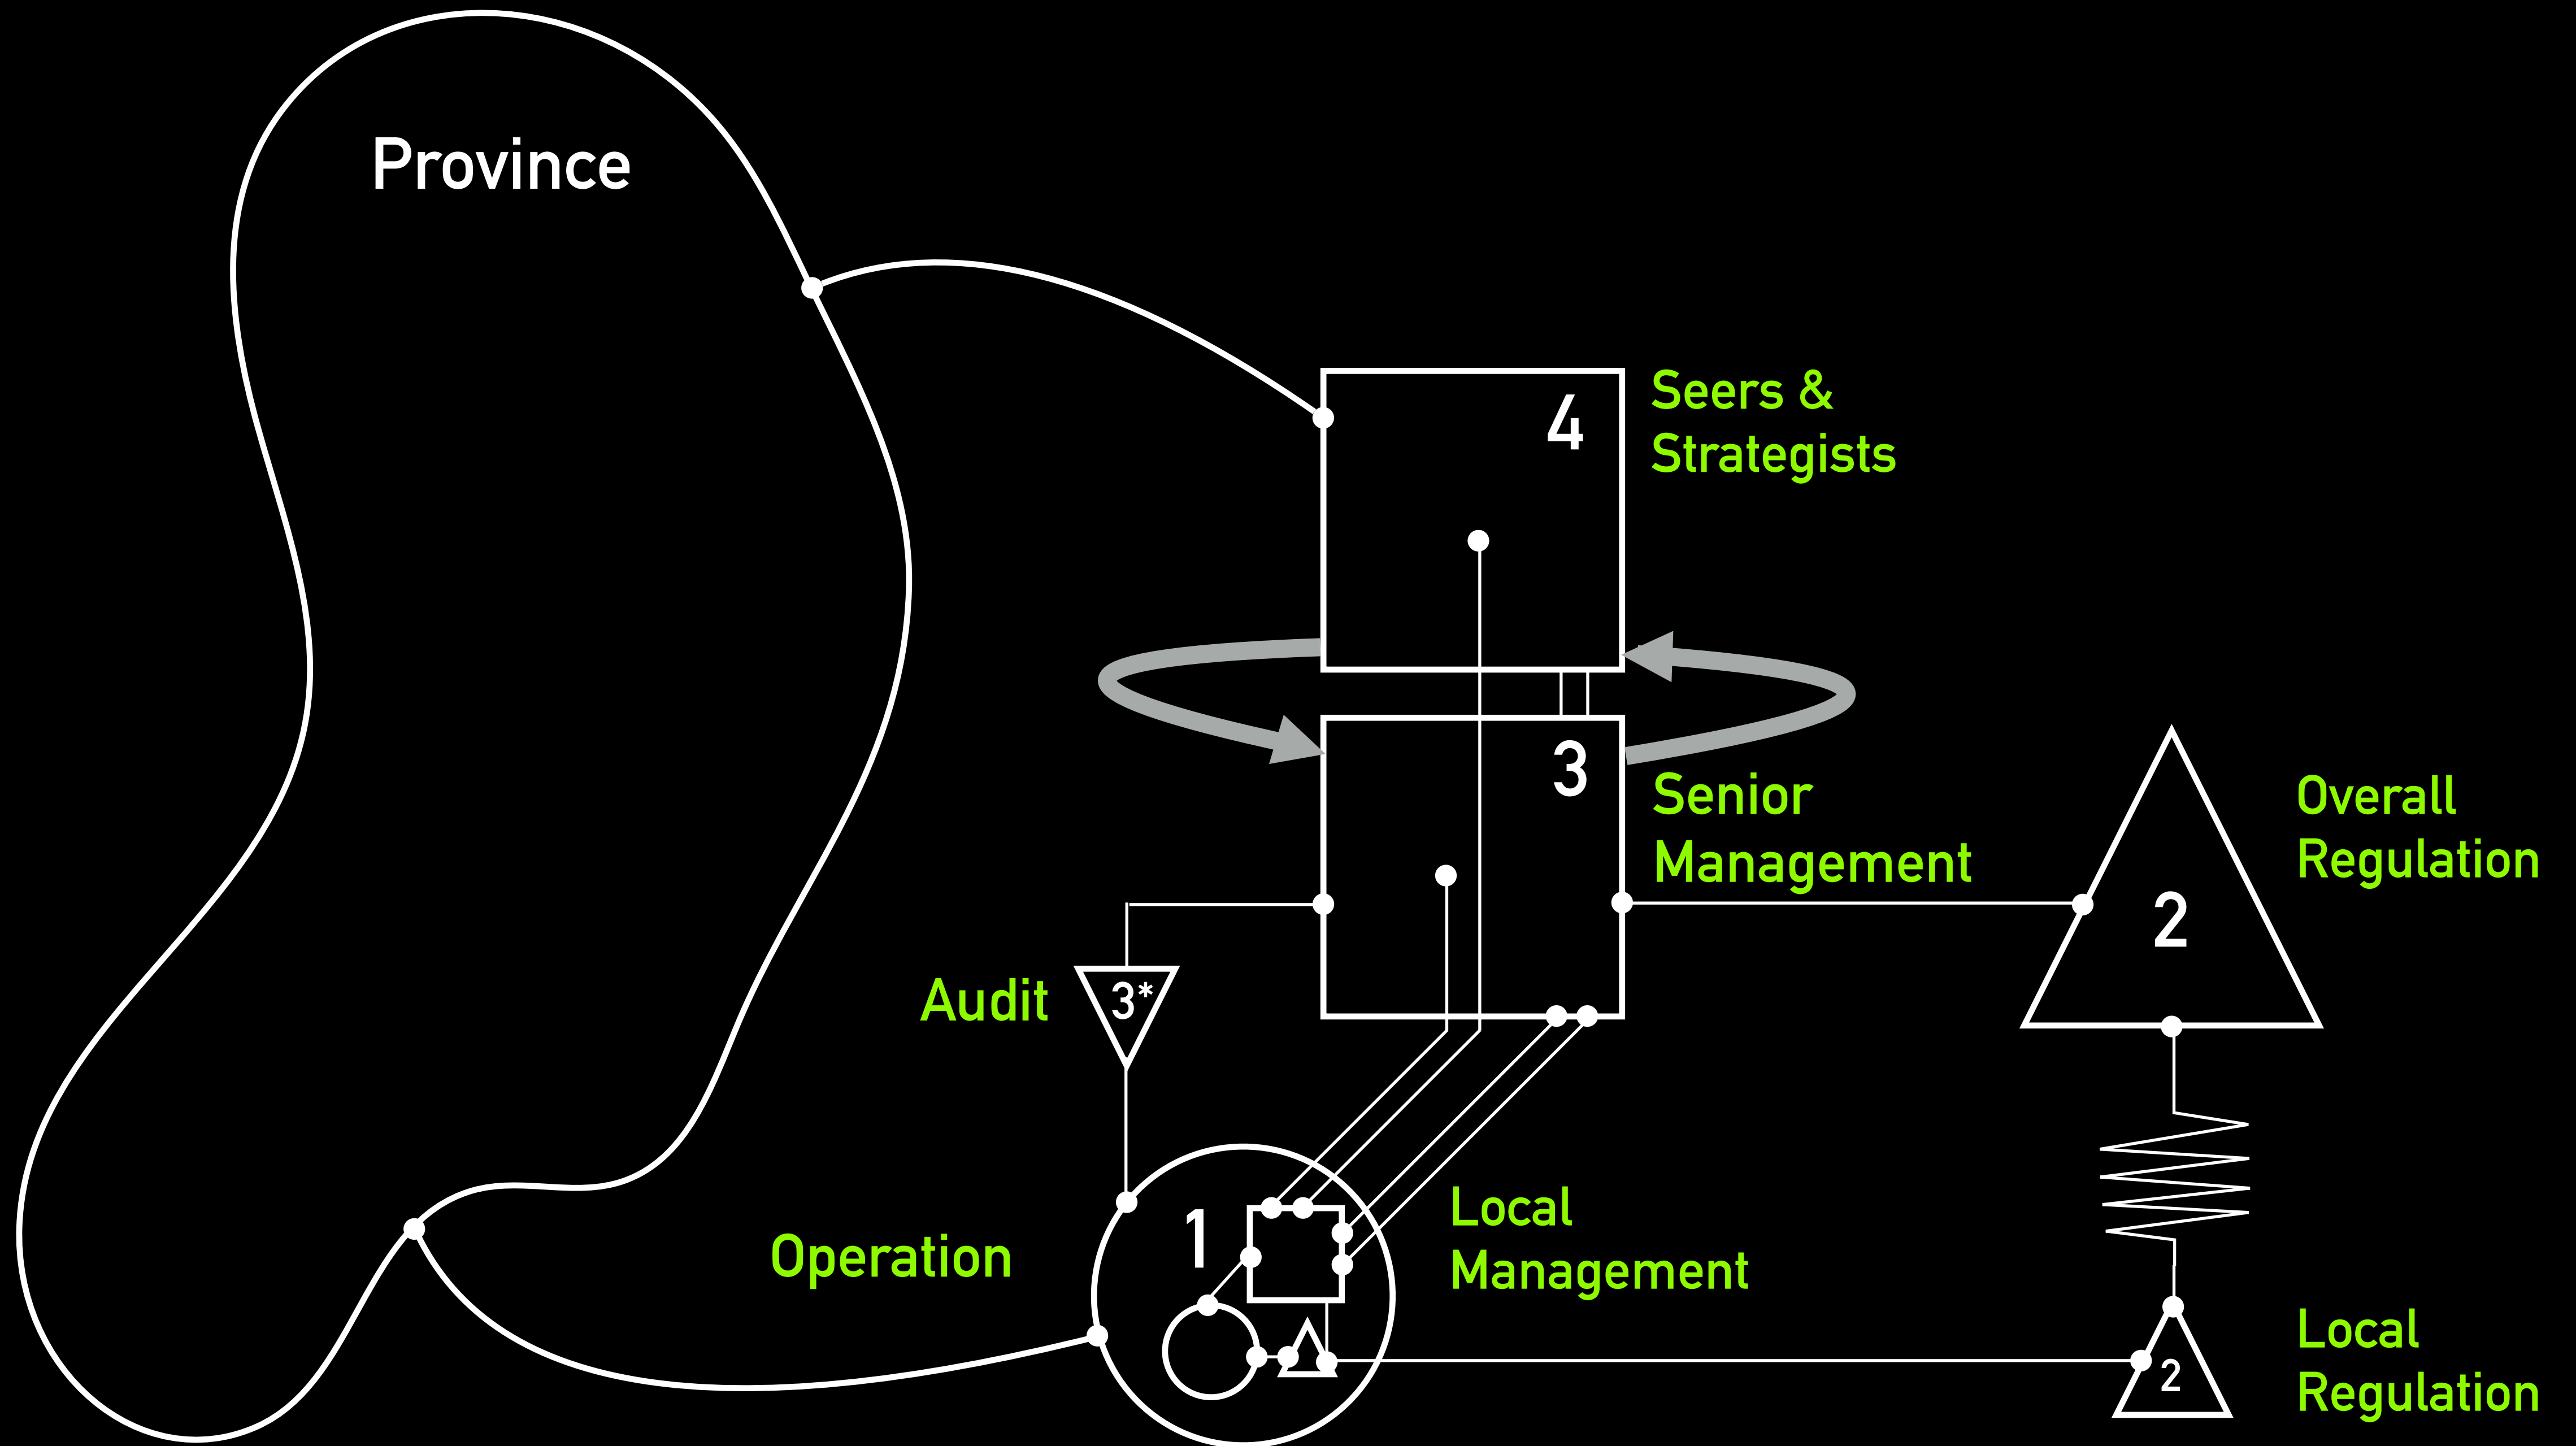 Province
4
Seers &
Strategists
3
Senior
Management
Overall
Regulation
2
Audit
3*
Operation
1
Local
Management
Local
Regulation
2